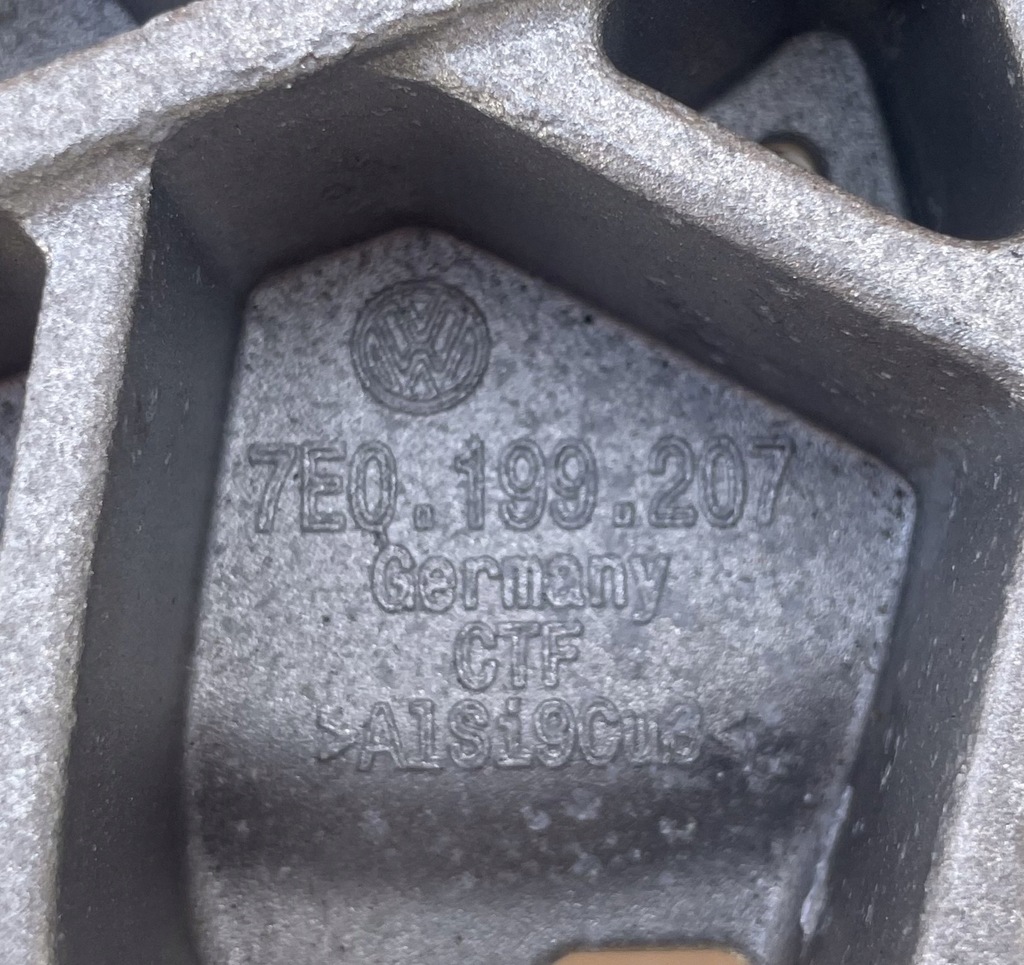 7E0.199.207
Germany
CTF
>AlSi9Cu3<